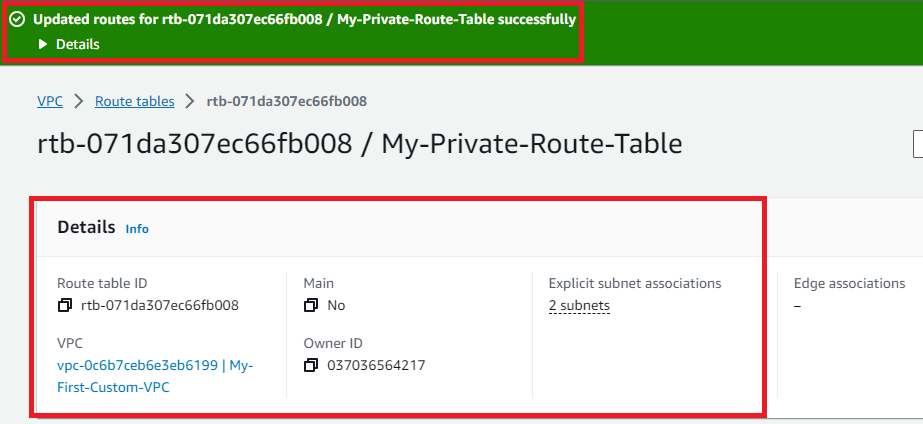 Updated routes for rtb-071da307ec66fb008 / My-Private-Route-Table successfully
Details
VPC > Route tables > rtb-071da307ec66fb008
rtb-071da307ec66fb008 / My-Private-Route-Table
Details Info
Route table ID
rtb-071da307ec66fb008
Main
No
Explicit subnet associations
2 subnets
Edge associations
–
VPC
vpc-0c6b7ceb6e3eb6199 | My-
First-Custom-VPC
Owner ID
037036564217